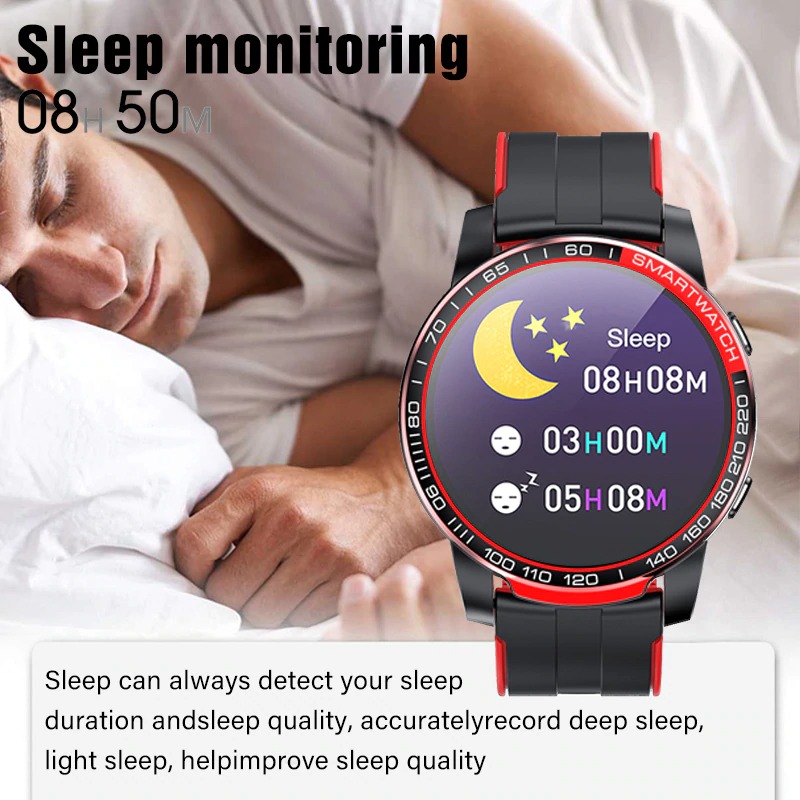 Sleep monitoring
08H 50M
60
65
70
80
90
100 110 120
140 160 180 210 220
SMARTWATCH
Sleep
08H08M
03H00M
zz
05H08M
Sleep can always detect your sleep
duration andsleep quality, accuratelyrecord deep sleep,
light sleep, helpimprove sleep quality